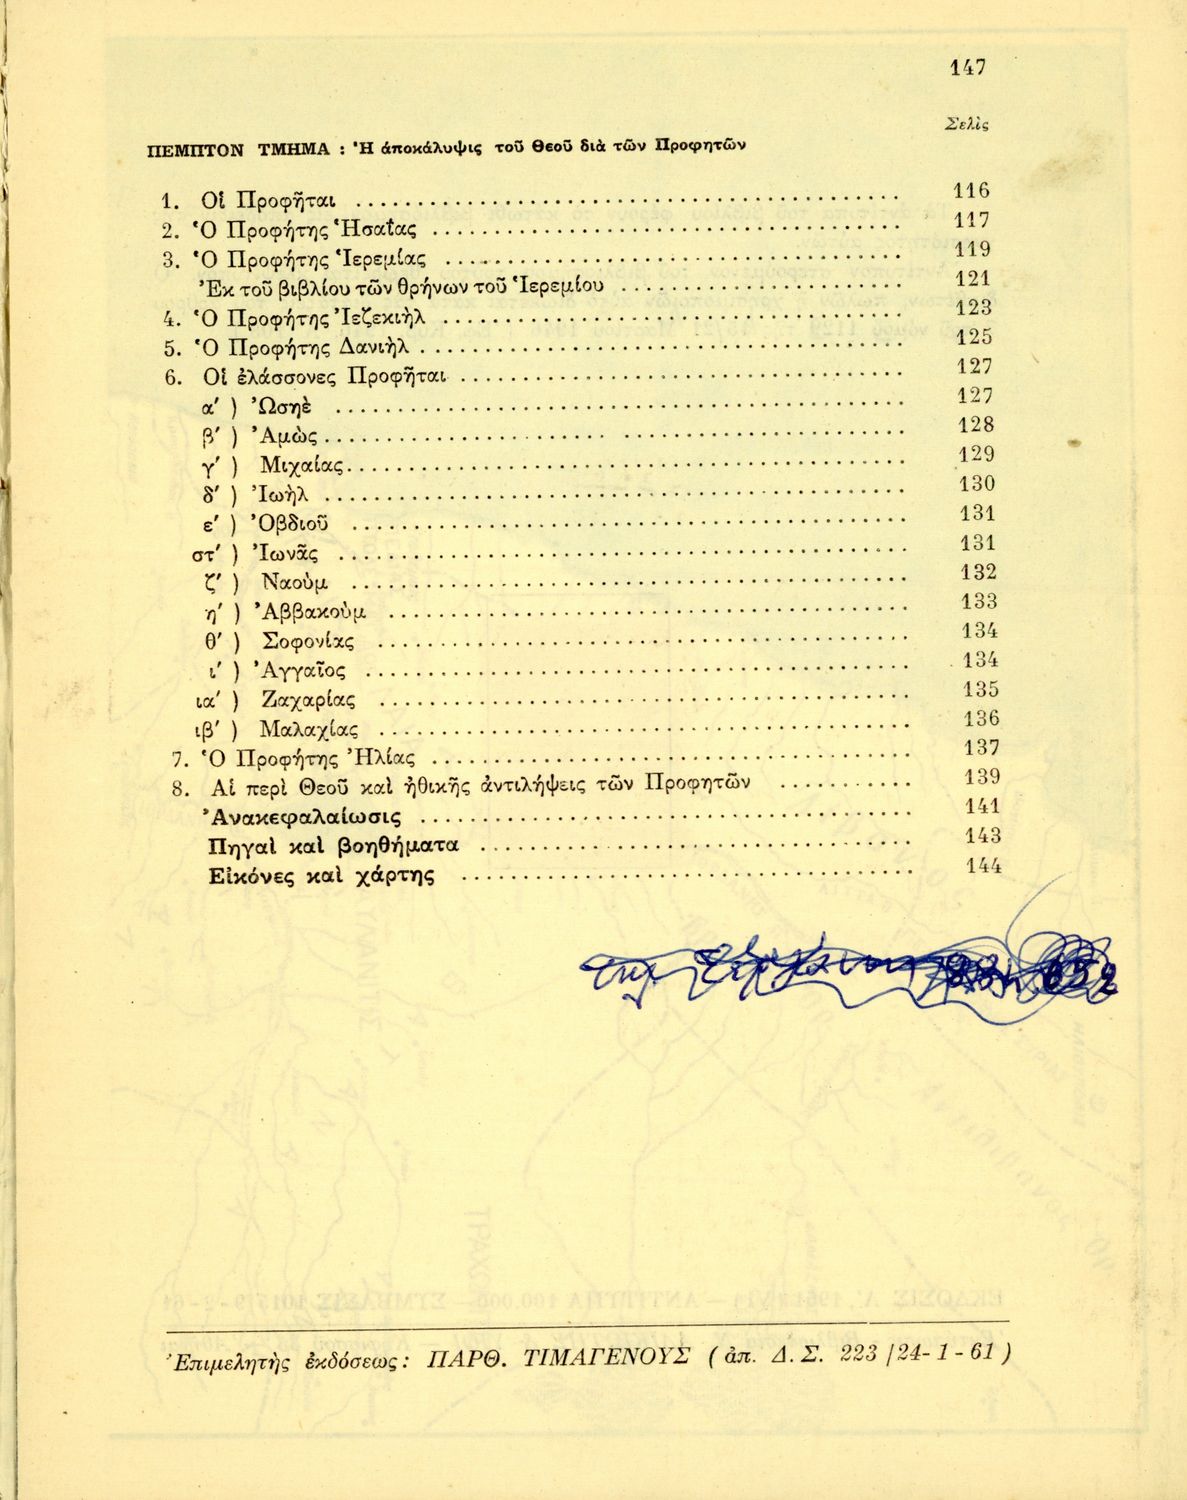 147
Σελὶς
ΠΕΜΠΤΟΝ ΤΜΗΜΑ : Ἡ ἀποκάλυψις τοῦ Θεοῦ διὰ τῶν Προφητῶν
1. Οἱ Προφῆται .......... 116
2. Ὁ Προφήτης Ἡσαΐας .......... 117
3. Ὁ Προφήτης Ἱερεμίας .......... 119
Ἐκ τοῦ βιβλίου τῶν θρήνων τοῦ Ἱερεμίου .......... 121
4. Ὁ Προφήτης Ἰεζεκιὴλ .......... 123
5. Ὁ Προφήτης Δανιὴλ .......... 125
6. Οἱ ἐλάσσονες Προφῆται .......... 127
α΄ ) Ὠσηὲ .......... 127
β΄ ) Ἀμὼς .......... 128
γ΄ ) Μιχαίας .......... 129
δ΄ ) Ἰωὴλ .......... 130
ε΄ ) Ὀβδιοῦ .......... 131
στ΄ ) Ἰωνᾶς .......... 131
ζ΄ ) Ναοὺμ .......... 132
η΄ ) Ἀββακοὺμ .......... 133
θ΄ ) Σοφονίας .......... 134
ι΄ ) Ἀγγαῖος .......... 134
ια΄ ) Ζαχαρίας .......... 135
ιβ΄ ) Μαλαχίας .......... 136
7. Ὁ Προφήτης Ἠλίας .......... 137
8. Αἱ περὶ Θεοῦ καὶ ἠθικῆς ἀντιλήψεις τῶν Προφητῶν .......... 139
Ἀνακεφαλαίωσις .......... 141
Πηγαὶ καὶ βοηθήματα .......... 143
Εἰκόνες καὶ χάρτης .......... 144
Ἐπιμελητὴς ἐκδόσεως: ΠΑΡΘ. ΤΙΜΑΓΕΝΟΥΣ ( ἀπ. Δ. Σ. 223 /24- 1 - 61 )